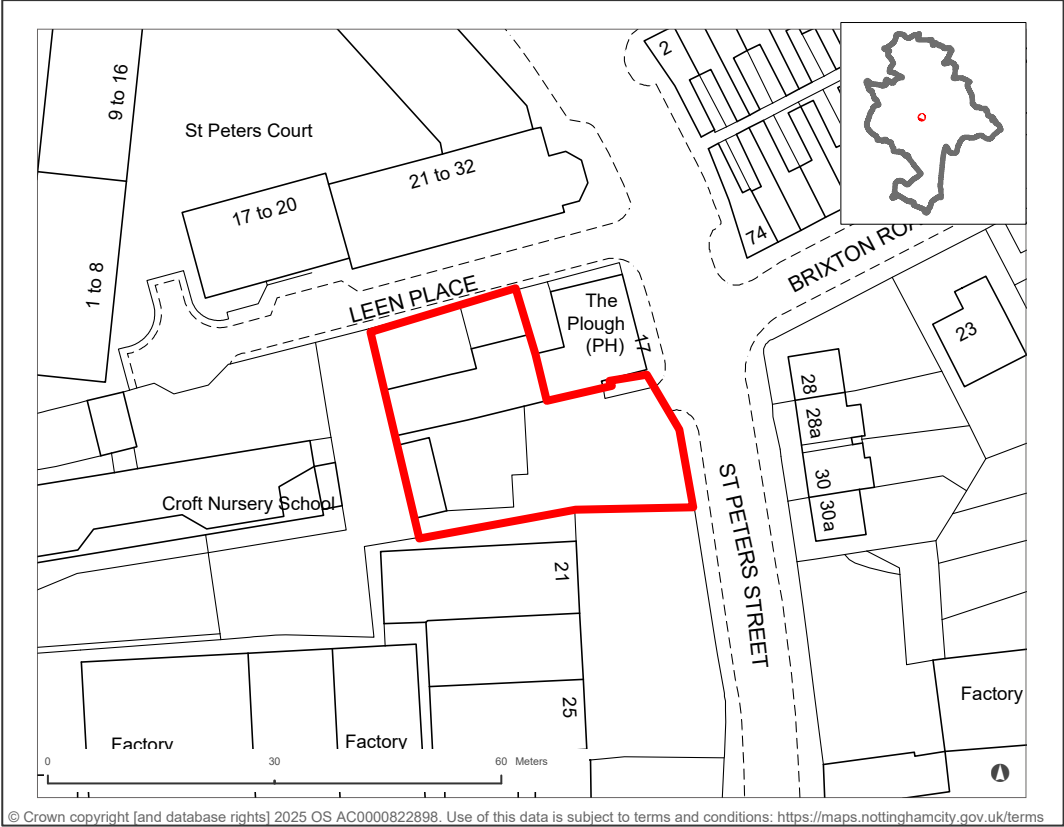 9 to 16
St Peters Court
2
21 to 32
17 to 20
74
1 to 8
LEEN PLACE
BRIXTON ROA
The
Plough
(PH)
17
23
28
28a
30
30a
Croft Nursery School
ST PETERS STREET
21
25
Factory
Factory
Factory
0
30
60 Meters
© Crown copyright [and database rights] 2025 OS AC0000822898. Use of this data is subject to terms and conditions: https://maps.nottinghamcity.gov.uk/terms